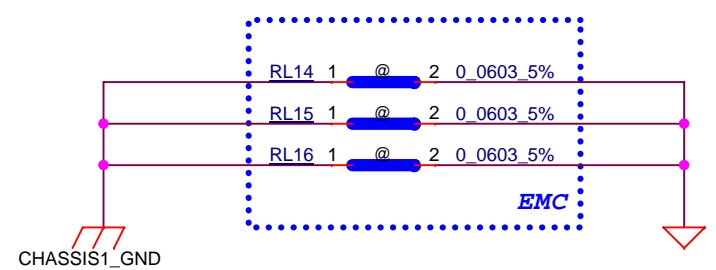 RL14 1 @ 2 0_0603_5%
RL15 1 @ 2 0_0603_5%
RL16 1 @ 2 0_0603_5%
EMC
CHASSIS1_GND